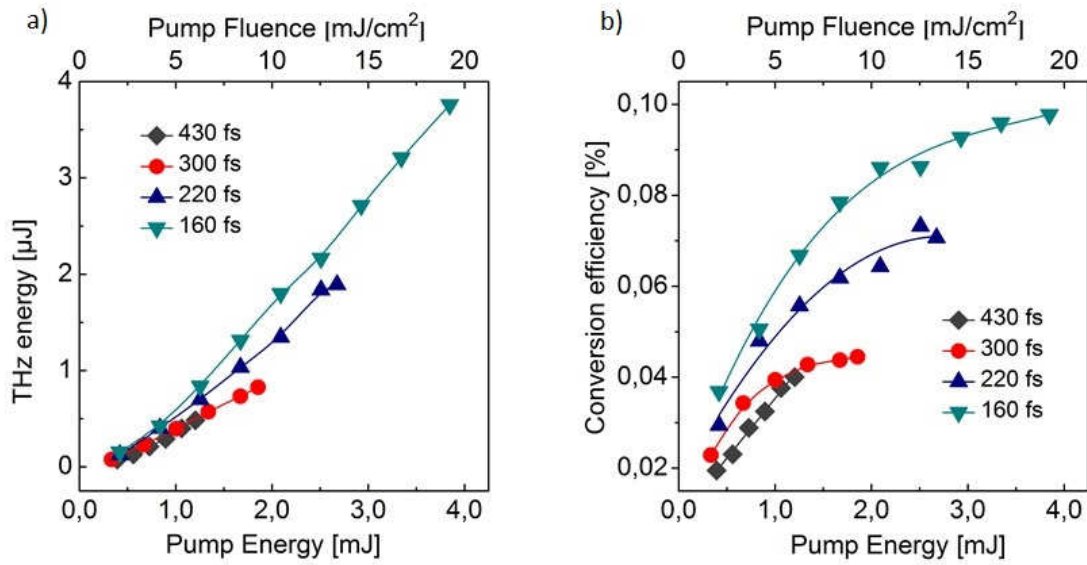 a)
Pump Fluence [mJ/cm²]
0 5 10 15 20
4
3
2
1
0
THz energy [µJ]
430 fs
300 fs
220 fs
160 fs
0,0 1,0 2,0 3,0 4,0
Pump Energy [mJ]
b)
Pump Fluence [mJ/cm²]
0 5 10 15 20
0,10
0,08
0,06
0,04
0,02
Conversion efficiency [%]
430 fs
300 fs
220 fs
160 fs
0,0 1,0 2,0 3,0 4,0
Pump Energy [mJ]